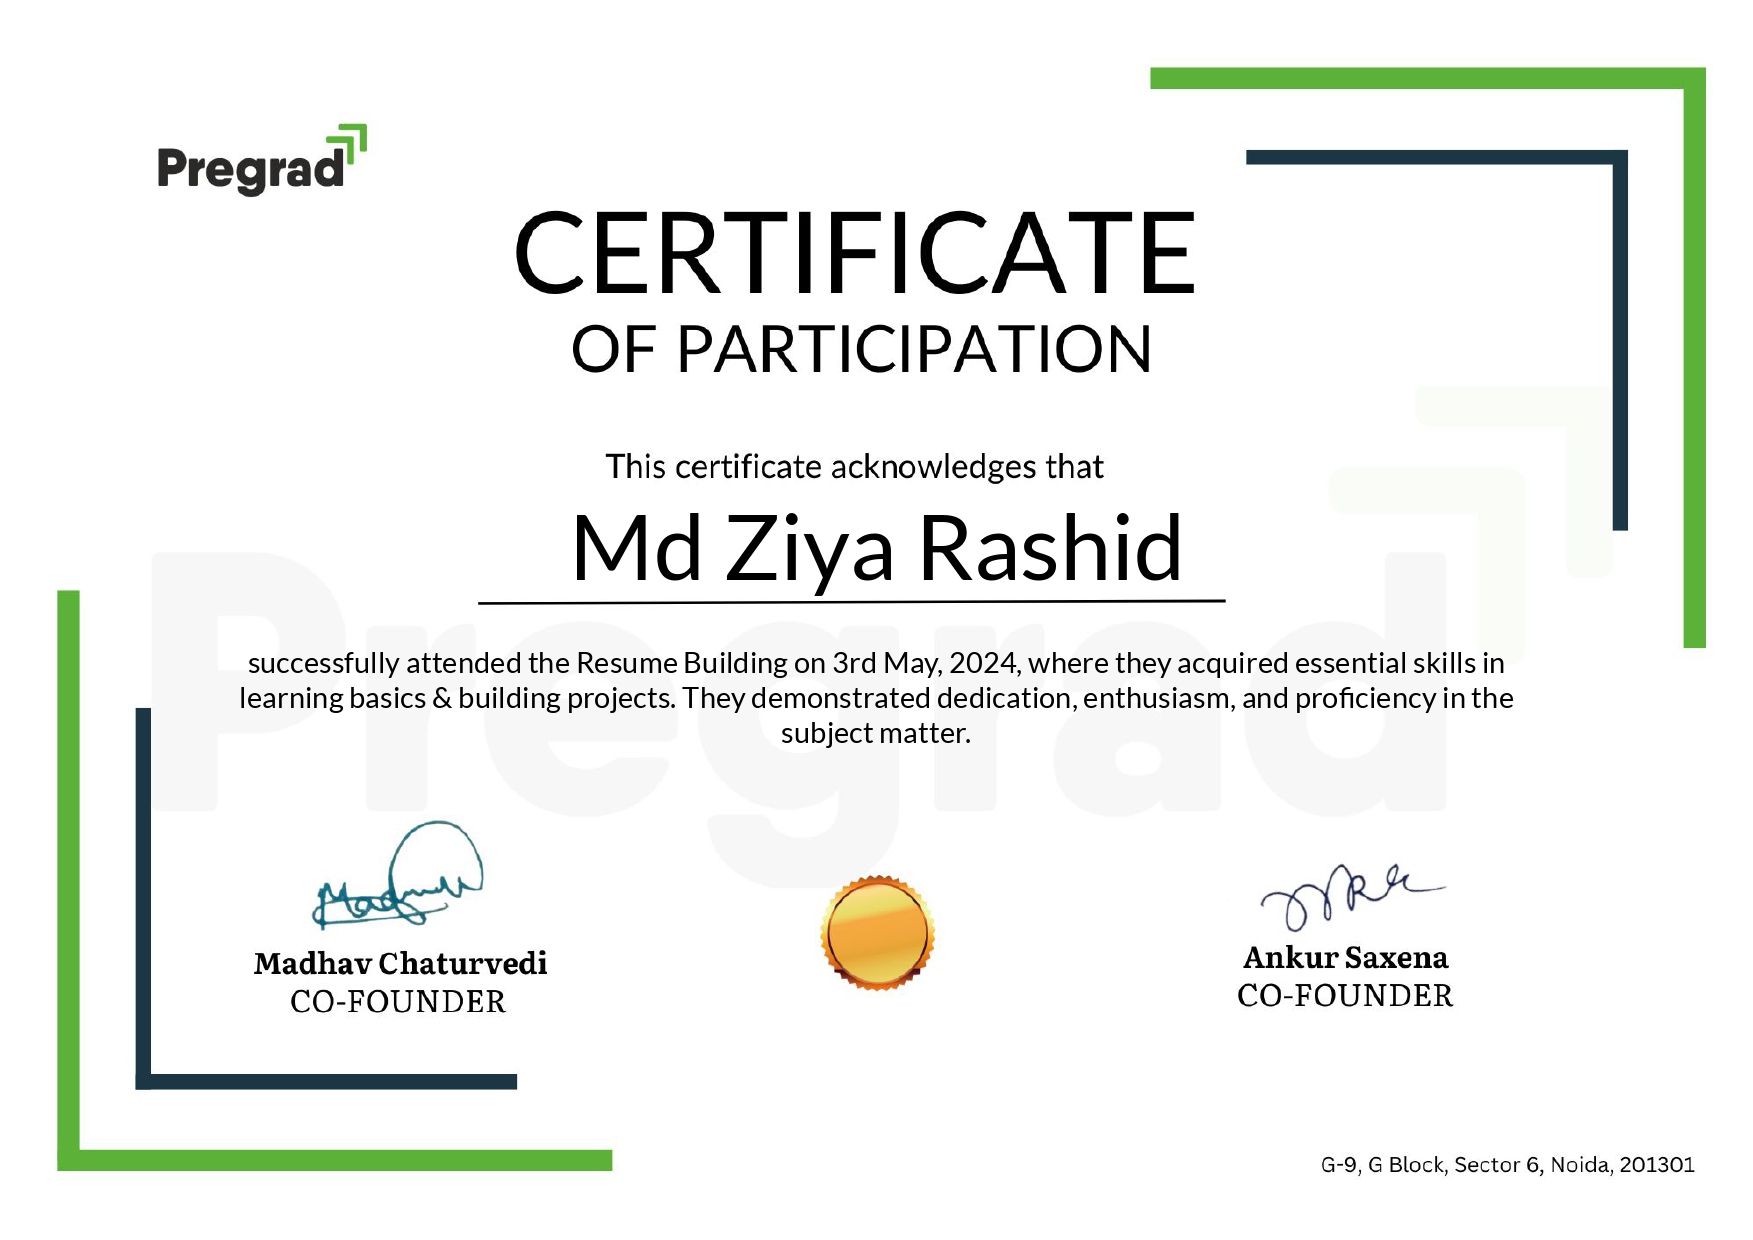 Pregrad
CERTIFICATE
OF PARTICIPATION
This certificate acknowledges that
Md Ziya Rashid
successfully attended the Resume Building on 3rd May, 2024, where they acquired essential skills in
learning basics & building projects. They demonstrated dedication, enthusiasm, and proficiency in the
subject matter.
Pregrad
Madhav Chaturvedi
CO-FOUNDER
Ankur Saxena
CO-FOUNDER
G-9, G Block, Sector 6, Noida, 201301